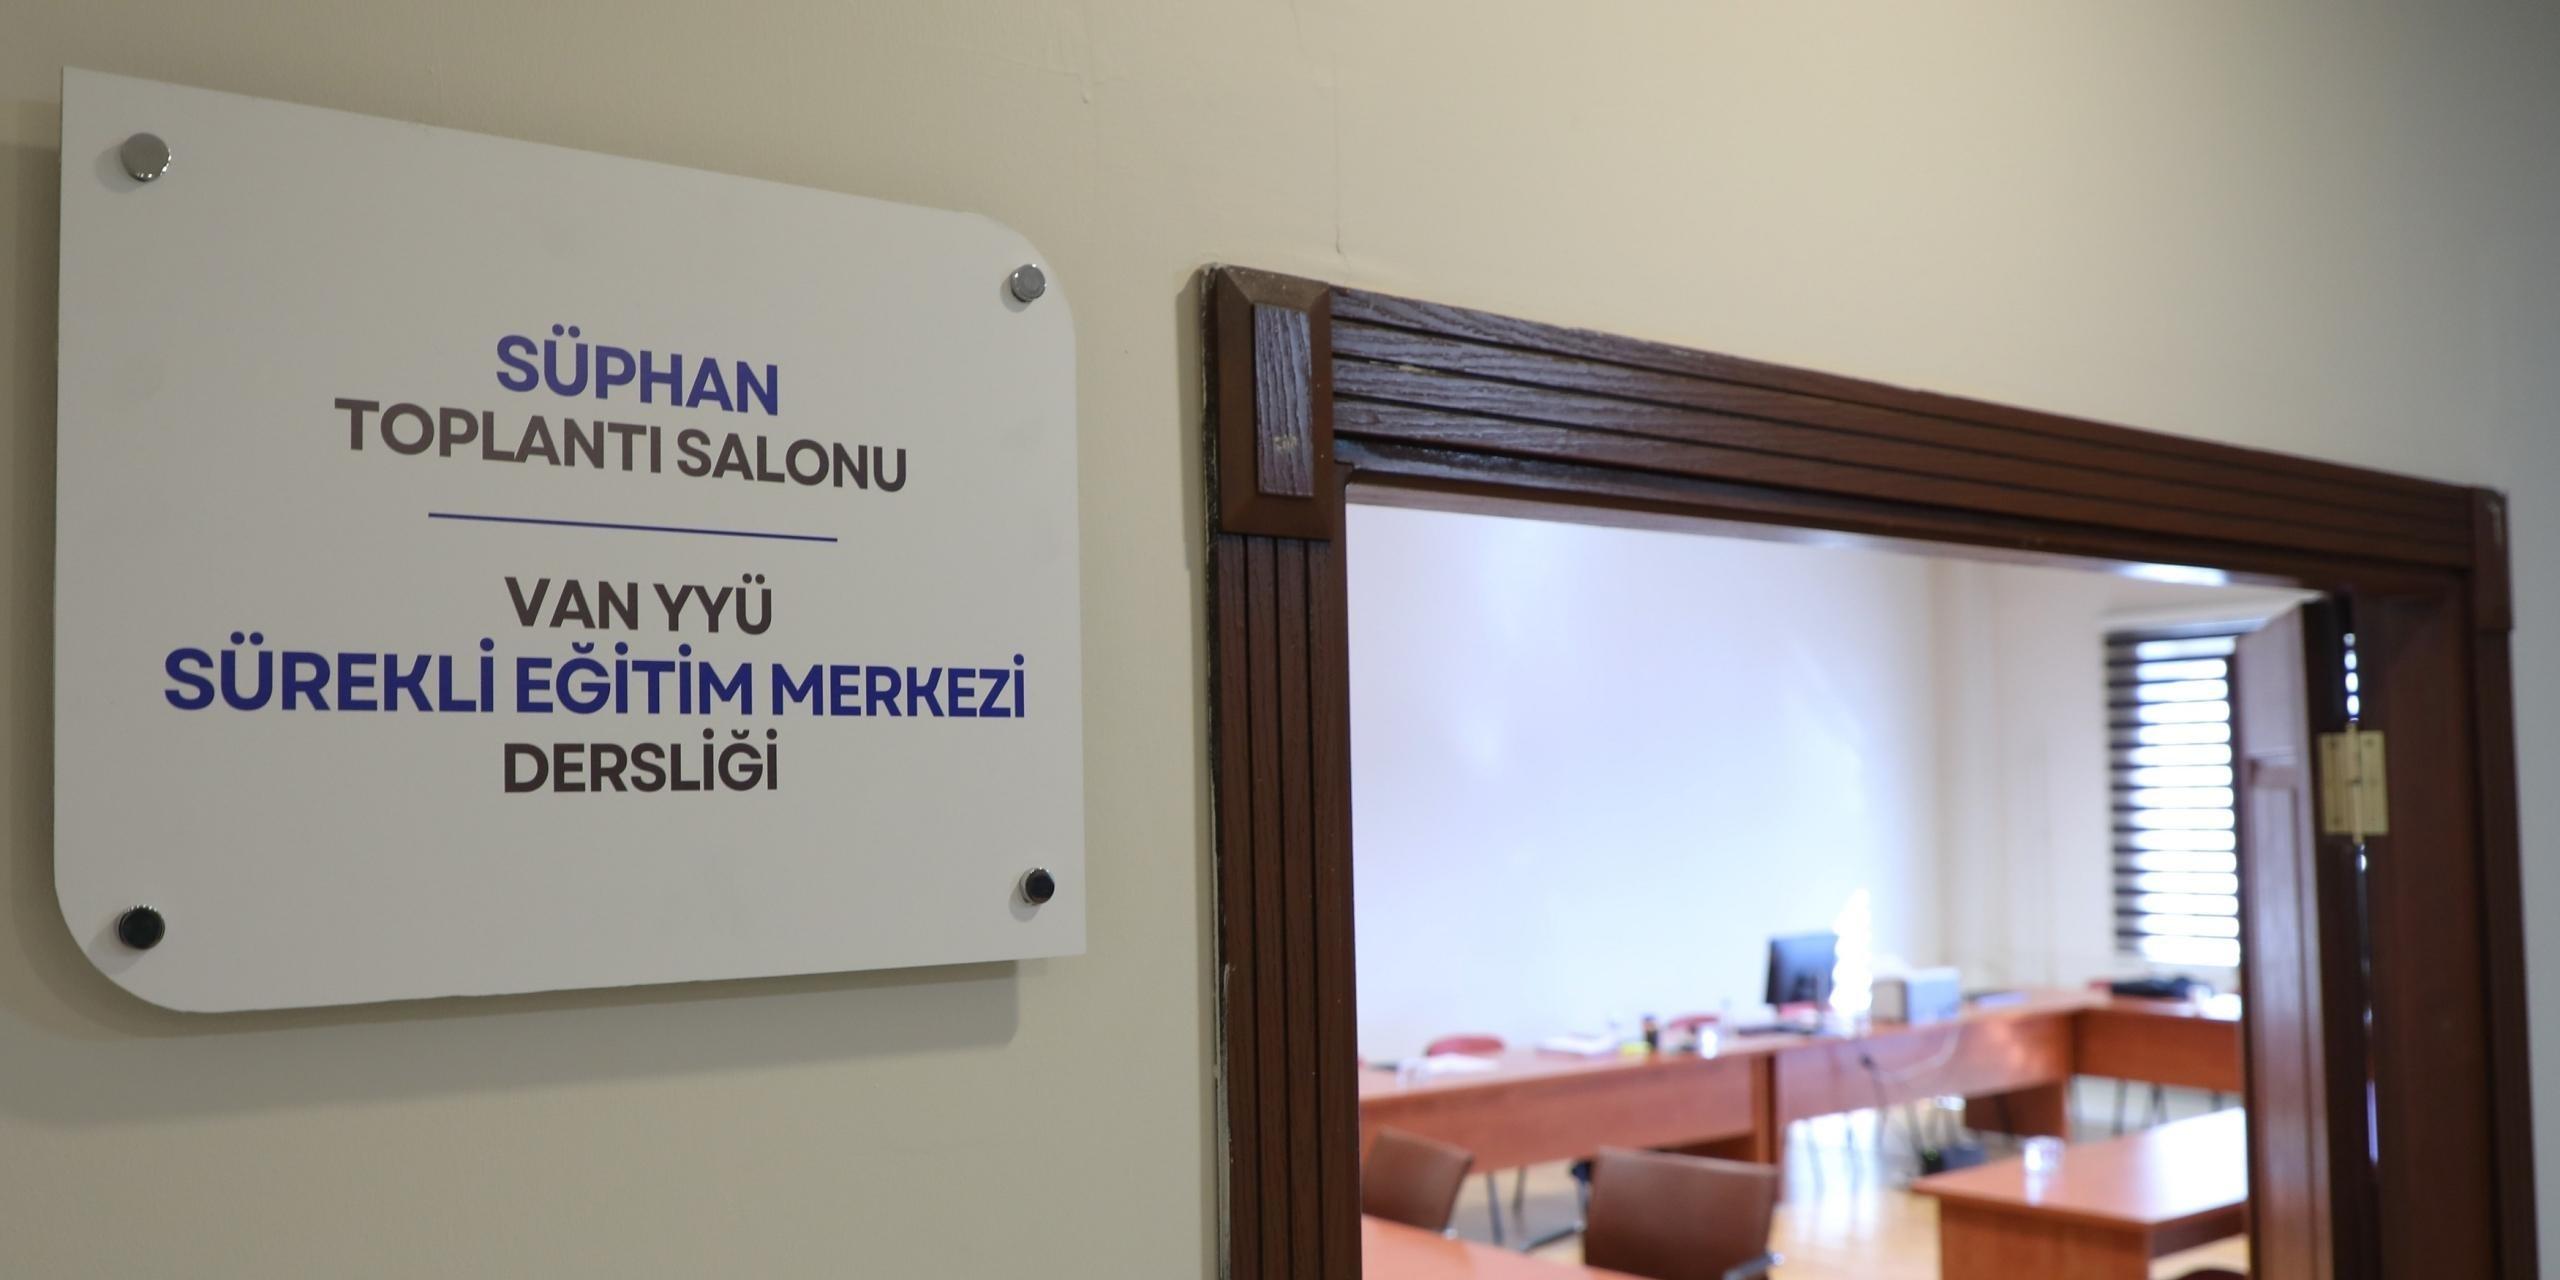 SÜPHAN
TOPLANTI SALONU
VAN YYÜ
SÜREKLİ EĞİTİM MERKEZİ
DERSLİĞİ